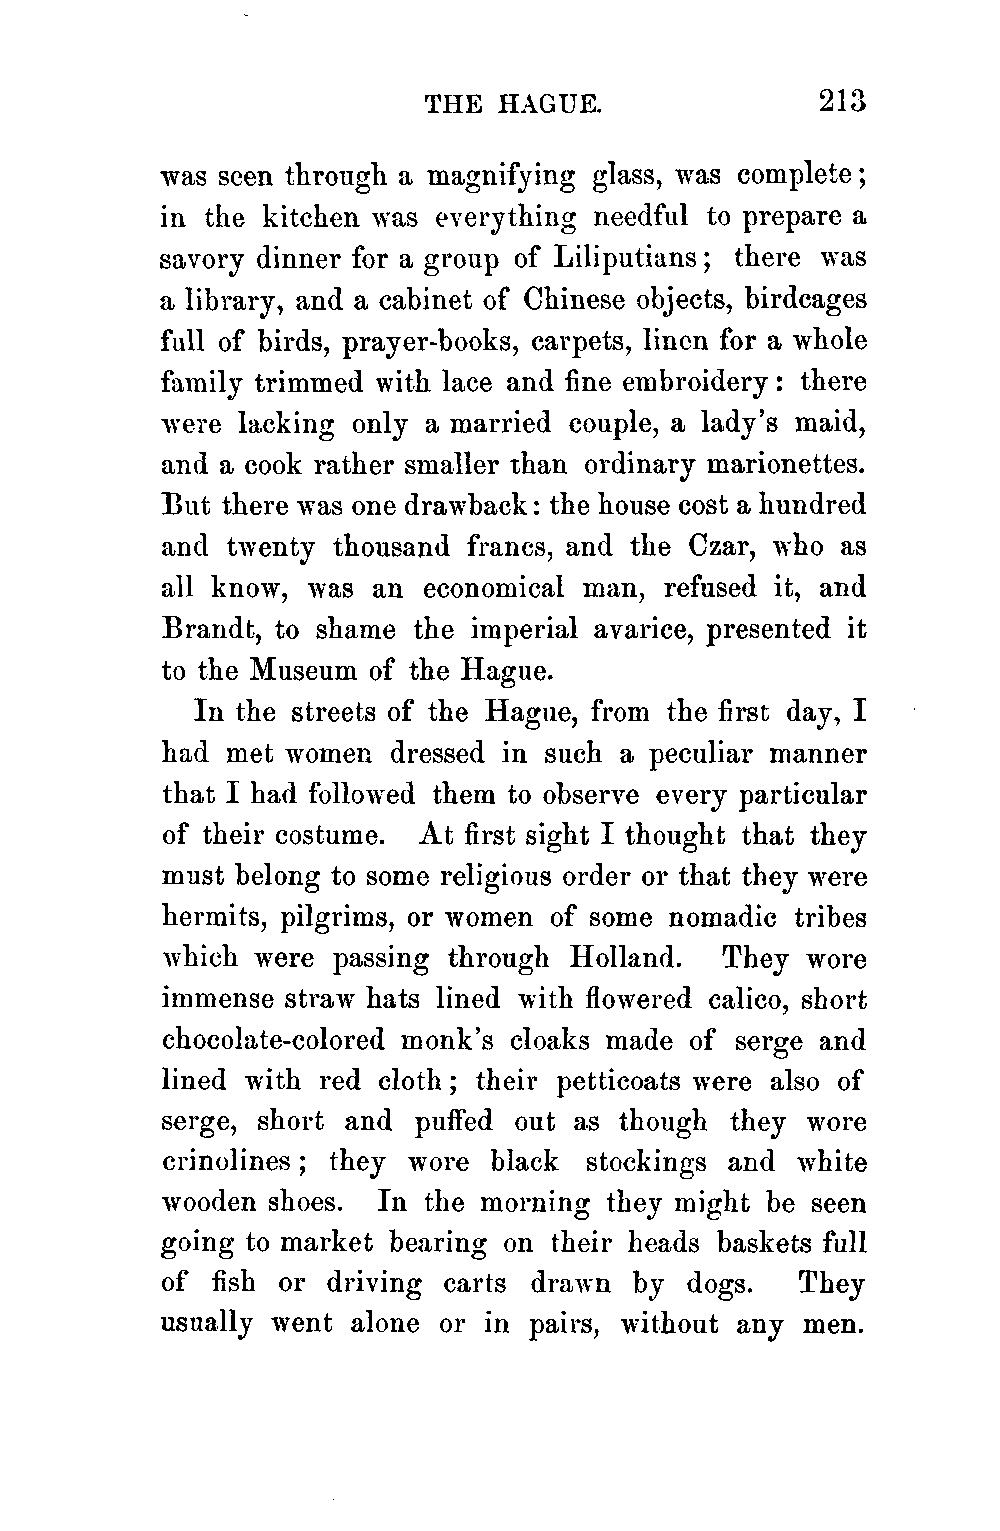 THE HAGUE. 213
was seen through a magnifying glass, was complete;
in the kitchen was everything needful to prepare a
savory dinner for a group of Liliputians; there was
a library, and a cabinet of Chinese objects, birdcages
full of birds, prayer-books, carpets, linen for a whole
family trimmed with lace and fine embroidery: there
were lacking only a married couple, a lady's maid,
and a cook rather smaller than ordinary marionettes.
But there was one drawback: the house cost a hundred
and twenty thousand francs, and the Czar, who as
all know, was an economical man, refused it, and
Brandt, to shame the imperial avarice, presented it
to the Museum of the Hague.
In the streets of the Hague, from the first day, I
had met women dressed in such a peculiar manner
that I had followed them to observe every particular
of their costume. At first sight I thought that they
must belong to some religious order or that they were
hermits, pilgrims, or women of some nomadic tribes
which were passing through Holland. They wore
immense straw hats lined with flowered calico, short
chocolate-colored monk's cloaks made of serge and
lined with red cloth; their petticoats were also of
serge, short and puffed out as though they wore
crinolines; they wore black stockings and white
wooden shoes. In the morning they might be seen
going to market bearing on their heads baskets full
of fish or driving carts drawn by dogs. They
usually went alone or in pairs, without any men.